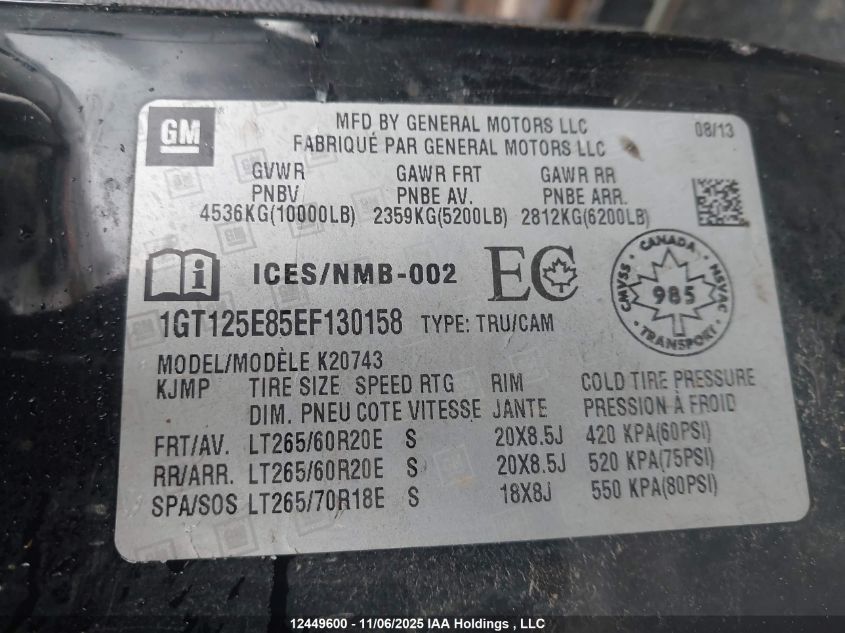 GM
MFD BY GENERAL MOTORS LLC
FABRIQUÉ PAR GENERAL MOTORS LLC
08/13
GVWR GAWR FRT GAWR RR
PNBV PNBE AV. PNBE ARR.
4536KG(10000LB) 2359KG(5200LB) 2812KG(6200LB)
i ICES/NMB-002 EC
CANADA
CMVSS 985 NSVAC
TRANSPORT
1GT125E85EF130158 TYPE: TRU/CAM
MODEL/MODÈLE K20743
KJMP TIRE SIZE SPEED RTG RIM COLD TIRE PRESSURE
DIM. PNEU COTE VITESSE JANTE PRESSION À FROID
FRT/AV. LT265/60R20E S 20X8.5J 420 KPA(60PSI)
RR/ARR. LT265/60R20E S 20X8.5J 520 KPA(75PSI)
SPA/SOS LT265/70R18E S 18X8J 550 KPA(80PSI)
12449600 - 11/06/2025 IAA Holdings , LLC